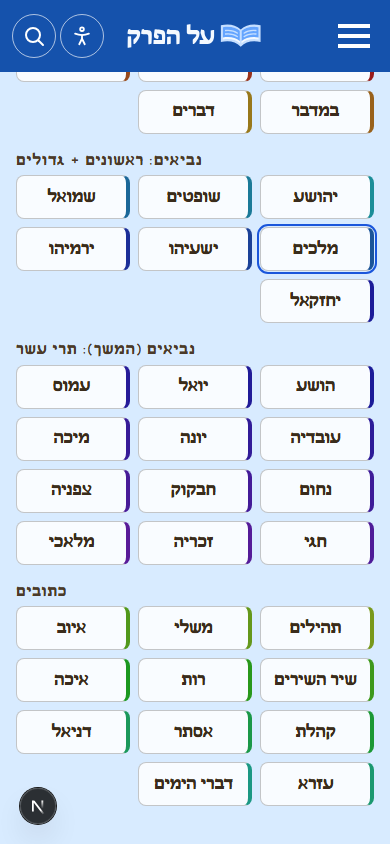 על הפרק
במדבר דברים
נביאים: ראשונים + גדולים
יהושע שופטים שמואל
מלכים ישעיהו ירמיהו
יחזקאל
נביאים (המשך): תרי עשר
הושע יואל עמוס
עובדיה יונה מיכה
נחום חבקוק צפניה
חגי זכריה מלאכי
כתובים
תהילים משלי איוב
שיר השירים רות איכה
קהלת אסתר דניאל
עזרא דברי הימים
N